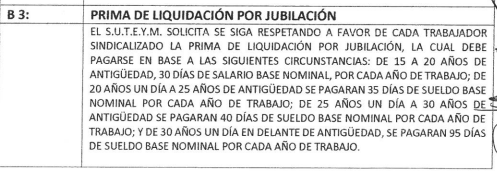 B 3: PRIMA DE LIQUIDACIÓN POR JUBILACIÓN
EL S.U.T.E.Y.M. SOLICITA SE SIGA RESPETANDO A FAVOR DE CADA TRABAJADOR
SINDICALIZADO LA PRIMA DE LIQUIDACIÓN POR JUBILACIÓN, LA CUAL DEBE
PAGARSE EN BASE A LAS SIGUIENTES CIRCUNSTANCIAS: DE 15 A 20 AÑOS DE
ANTIGÜEDAD, 30 DÍAS DE SALARIO BASE NOMINAL, POR CADA AÑO DE TRABAJO; DE
20 AÑOS UN DÍA A 25 AÑOS DE ANTIGÜEDAD SE PAGARAN 35 DÍAS DE SUELDO BASE
NOMINAL POR CADA AÑO DE TRABAJO; DE 25 AÑOS UN DÍA A 30 AÑOS DE
ANTIGÜEDAD SE PAGARAN 40 DÍAS DE SUELDO BASE NOMINAL POR CADA AÑO DE
TRABAJO; Y DE 30 AÑOS UN DÍA EN DELANTE DE ANTIGÜEDAD, SE PAGARAN 95 DÍAS
DE SUELDO BASE NOMINAL POR CADA AÑO DE TRABAJO.